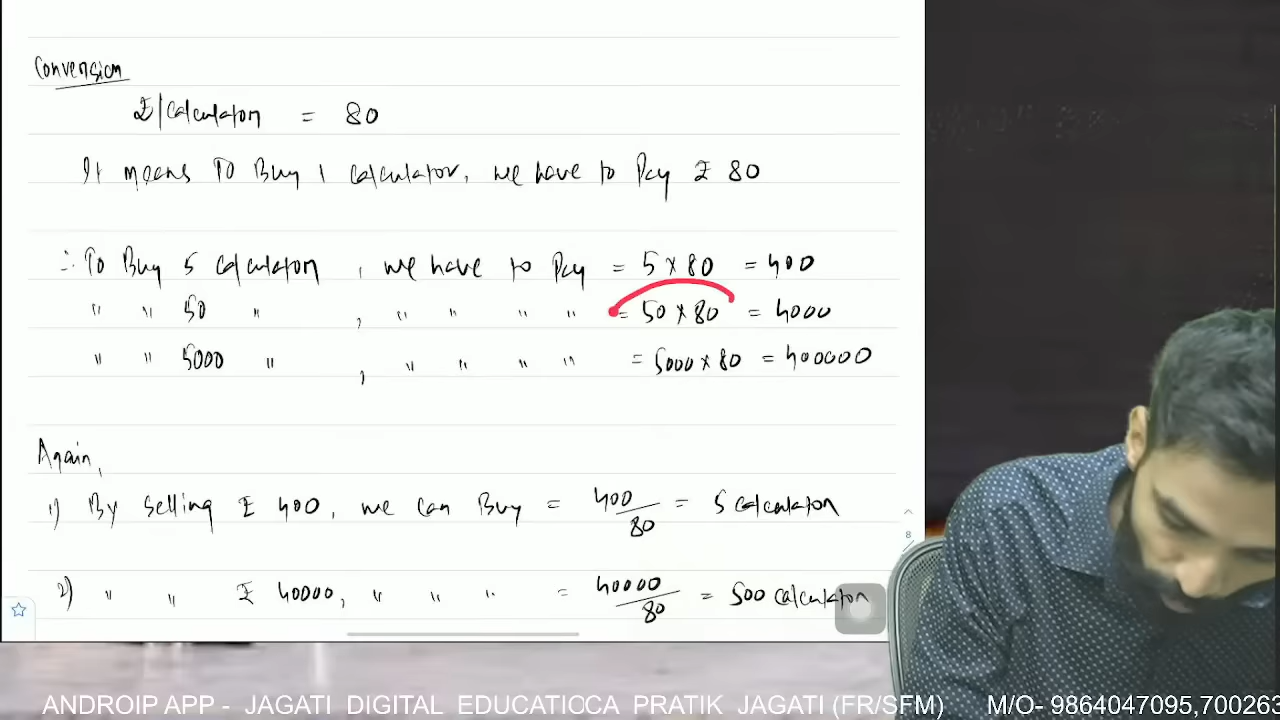 Conversion
₹/calculator = 80
It means To Buy 1 calculator, we have to Pay ₹ 80
∴ To Buy 5 calculator, we have to Pay = 5 × 80 = 400
" " 50 " , " " " " = 50 × 80 = 4000
" " 5000 " , " " " " = 5000 × 80 = 400000
Again,
1) By selling ₹ 400, we can Buy = 400/80 = 5 calculator
2) " " ₹ 40000, " " " = 40000/80 = 500 calculator
8
ANDROIP APP - JAGATI DIGITAL EDUCATIOCA PRATIK JAGATI (FR/SFM) M/O- 9864047095,700263